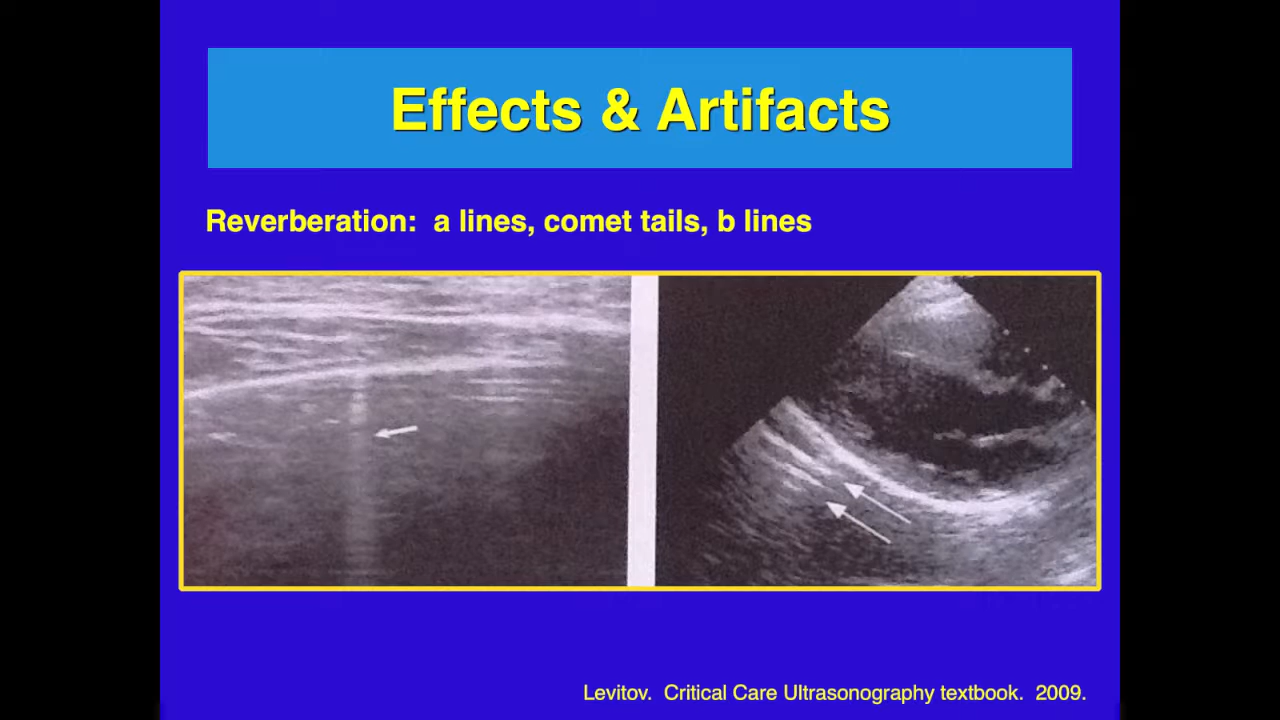 Effects & Artifacts
Reverberation:  a lines, comet tails, b lines
Levitov.  Critical Care Ultrasonography textbook.  2009.